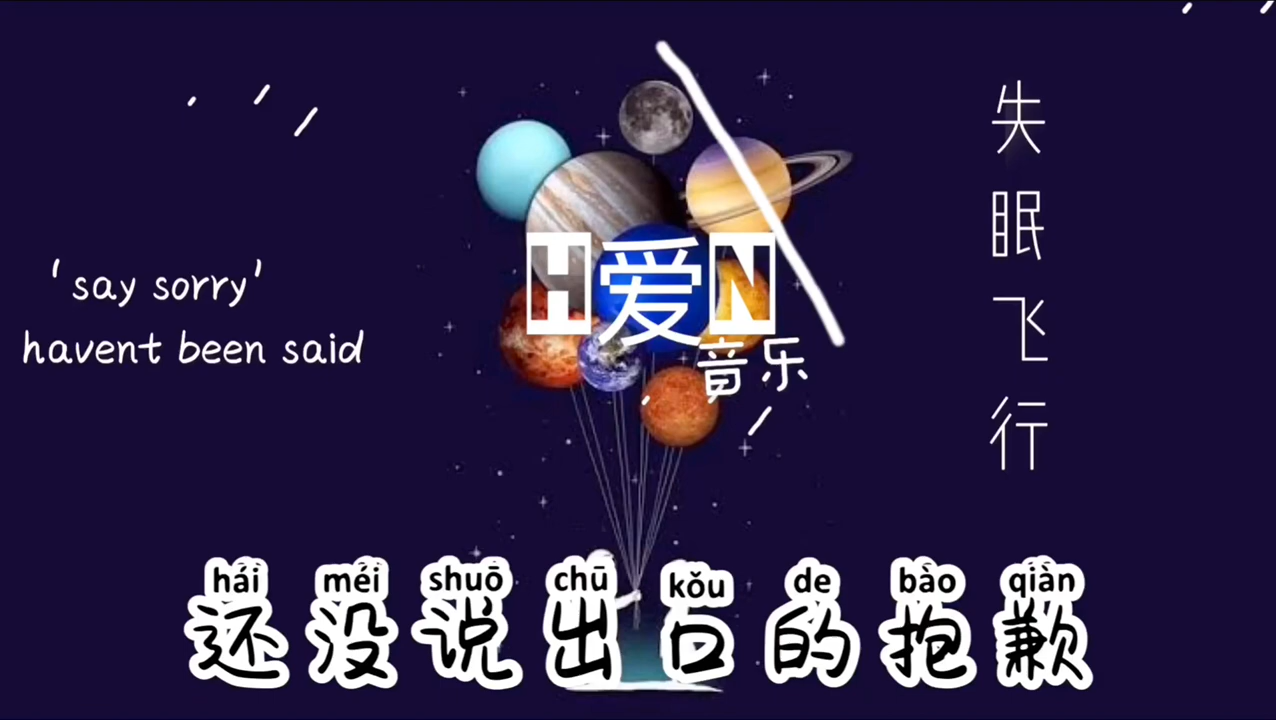 失眠飞行
H爱N
音乐
'say sorry'
havent been said
hái méi shuō chū kǒu de bào qiàn
还没说出口的抱歉